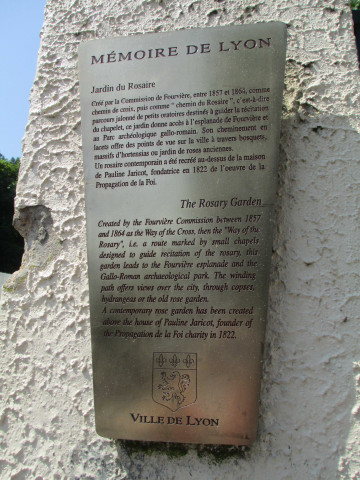 MÉMOIRE DE LYON
Jardin du Rosaire
Créé par la Commission de Fourvière, entre 1857 et 1864, comme
chemin de croix, puis comme "chemin du Rosaire", c'est-à-dire
parcours jalonné de petits oratoires destinés à guider la récitation
du chapelet, ce jardin donne accès à l'esplanade de Fourvière et
au Parc archéologique gallo-romain. Son cheminement en
lacets offre des points de vue sur la ville à travers bosquets,
massifs d'hortensias ou jardin de roses anciennes.
Un rosaire contemporain a été recréé au-dessus de la maison
de Pauline Jaricot, fondatrice en 1822 de l'oeuvre de la
Propagation de la Foi.
The Rosary Garden
Created by the Fourvière Commission between 1857
and 1864 as the Way of the Cross, then the "Way of the
Rosary", i.e. a route marked by small chapels
designed to guide recitation of the rosary, this
garden leads to the Fourvière esplanade and the
Gallo-Roman archaeological park. The winding
path offers views over the city, through copses,
hydrangeas or the old rose garden.
A contemporary rose garden has been created
above the house of Pauline Jaricot, founder of
the Propagation de la Foi charity in 1822.
VILLE DE LYON